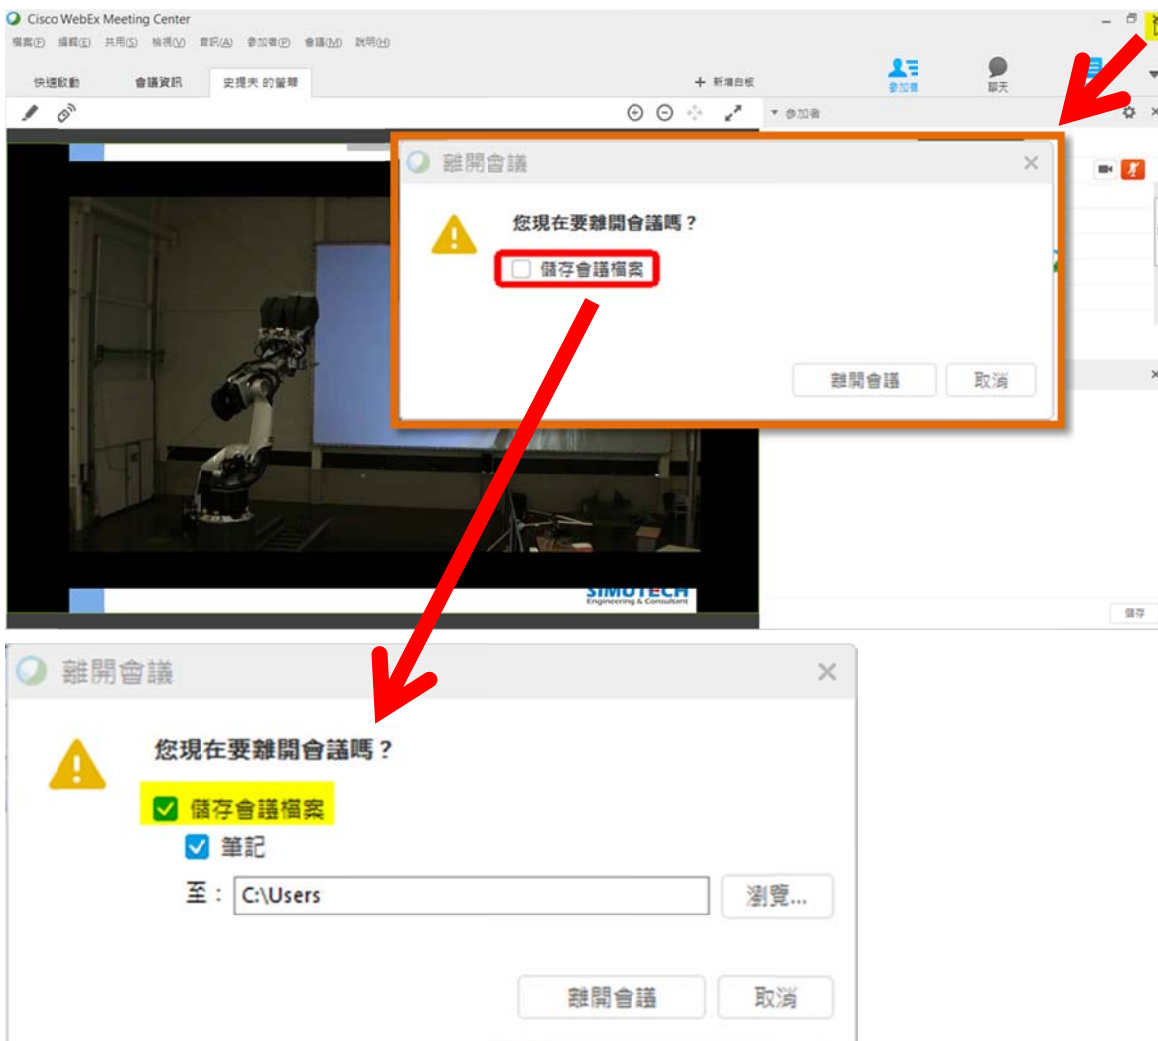 Cisco WebEx Meeting Center
檔案(F) 編輯(E) 共用(S) 檢視(V) 音訊(A) 參加者(P) 會議(M) 說明(H)
快速啟動 會議資訊 史提夫 的螢幕 + 新增白板 參加者 聊天
參加者
離開會議
您現在要離開會議嗎？
儲存會議檔案
離開會議 取消
SIMUTECH
Engineering & Consultant
儲存
離開會議
您現在要離開會議嗎？
儲存會議檔案
筆記
至： C:\Users 瀏覽...
離開會議 取消